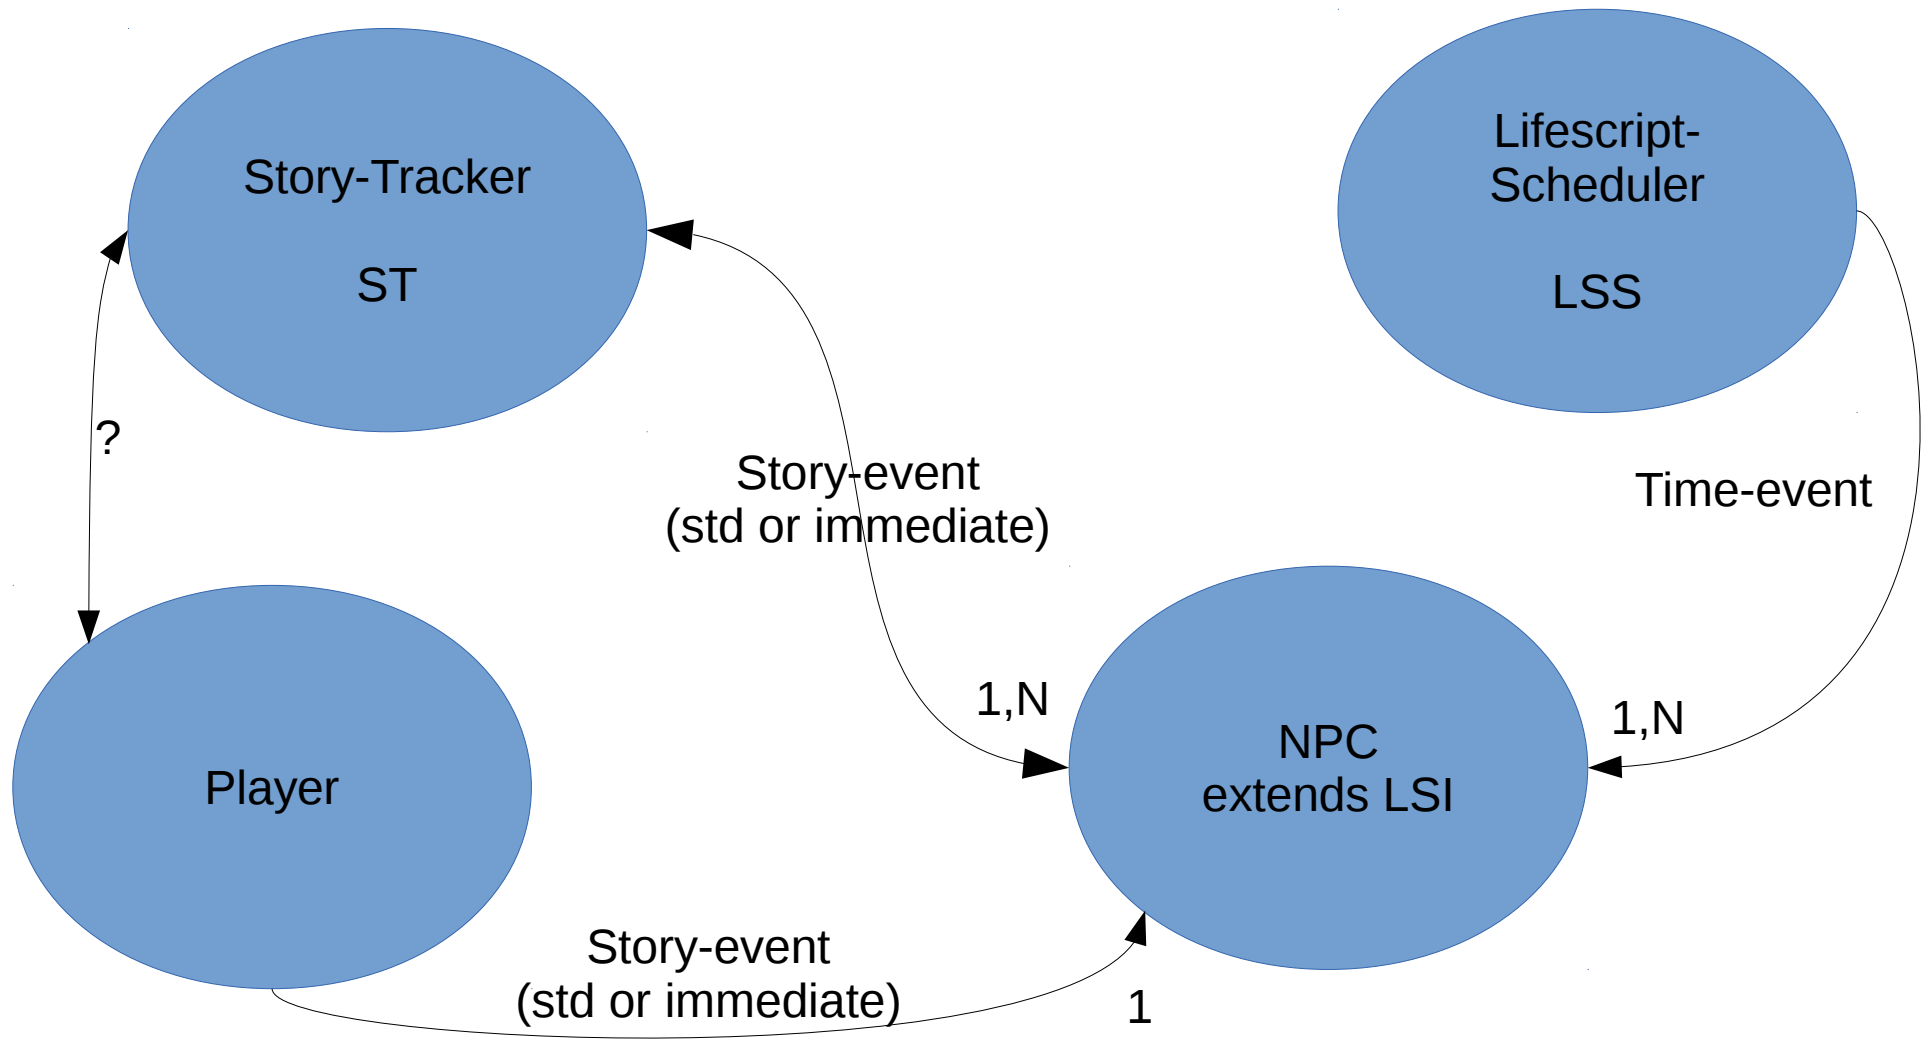 Story-Tracker
ST
Lifescript-
Scheduler
LSS
?
Story-event
(std or immediate)
Time-event
1,N
1,N
Player
NPC
extends LSI
Story-event
(std or immediate)
1